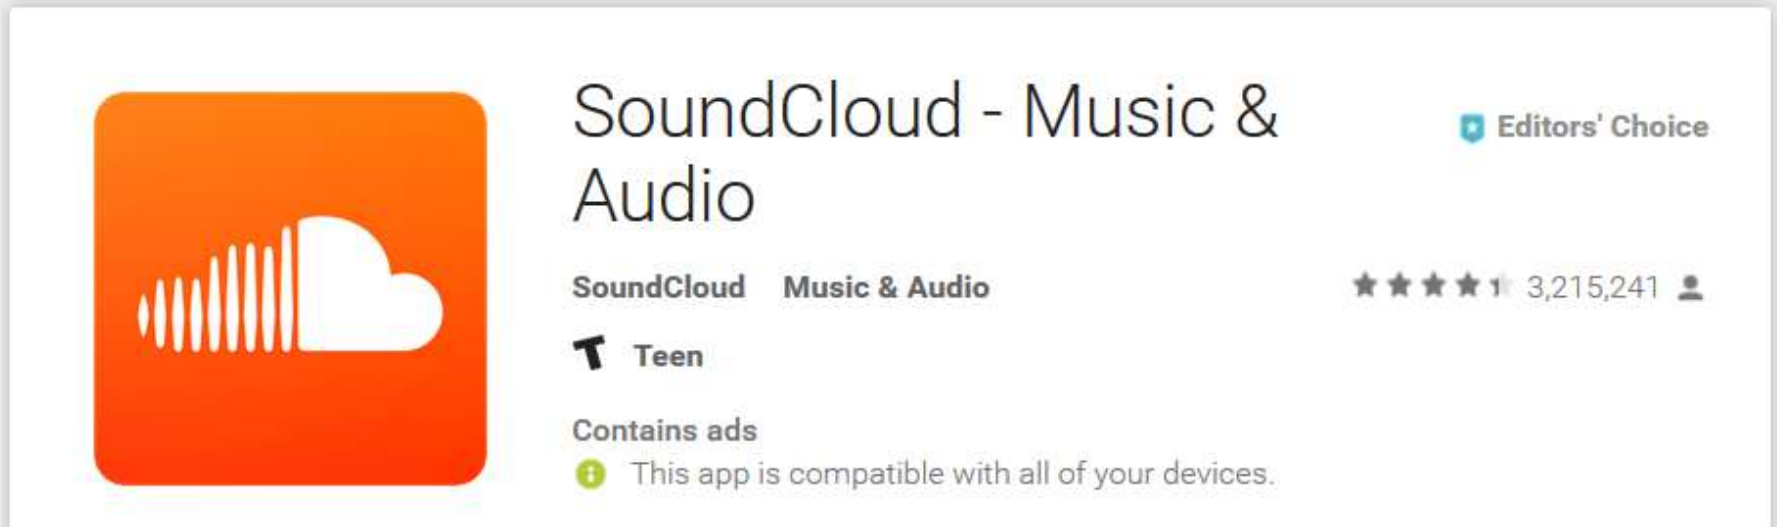 SoundCloud - Music &
Audio
Editors' Choice
SoundCloud Music & Audio
3,215,241
T Teen
Contains ads
This app is compatible with all of your devices.